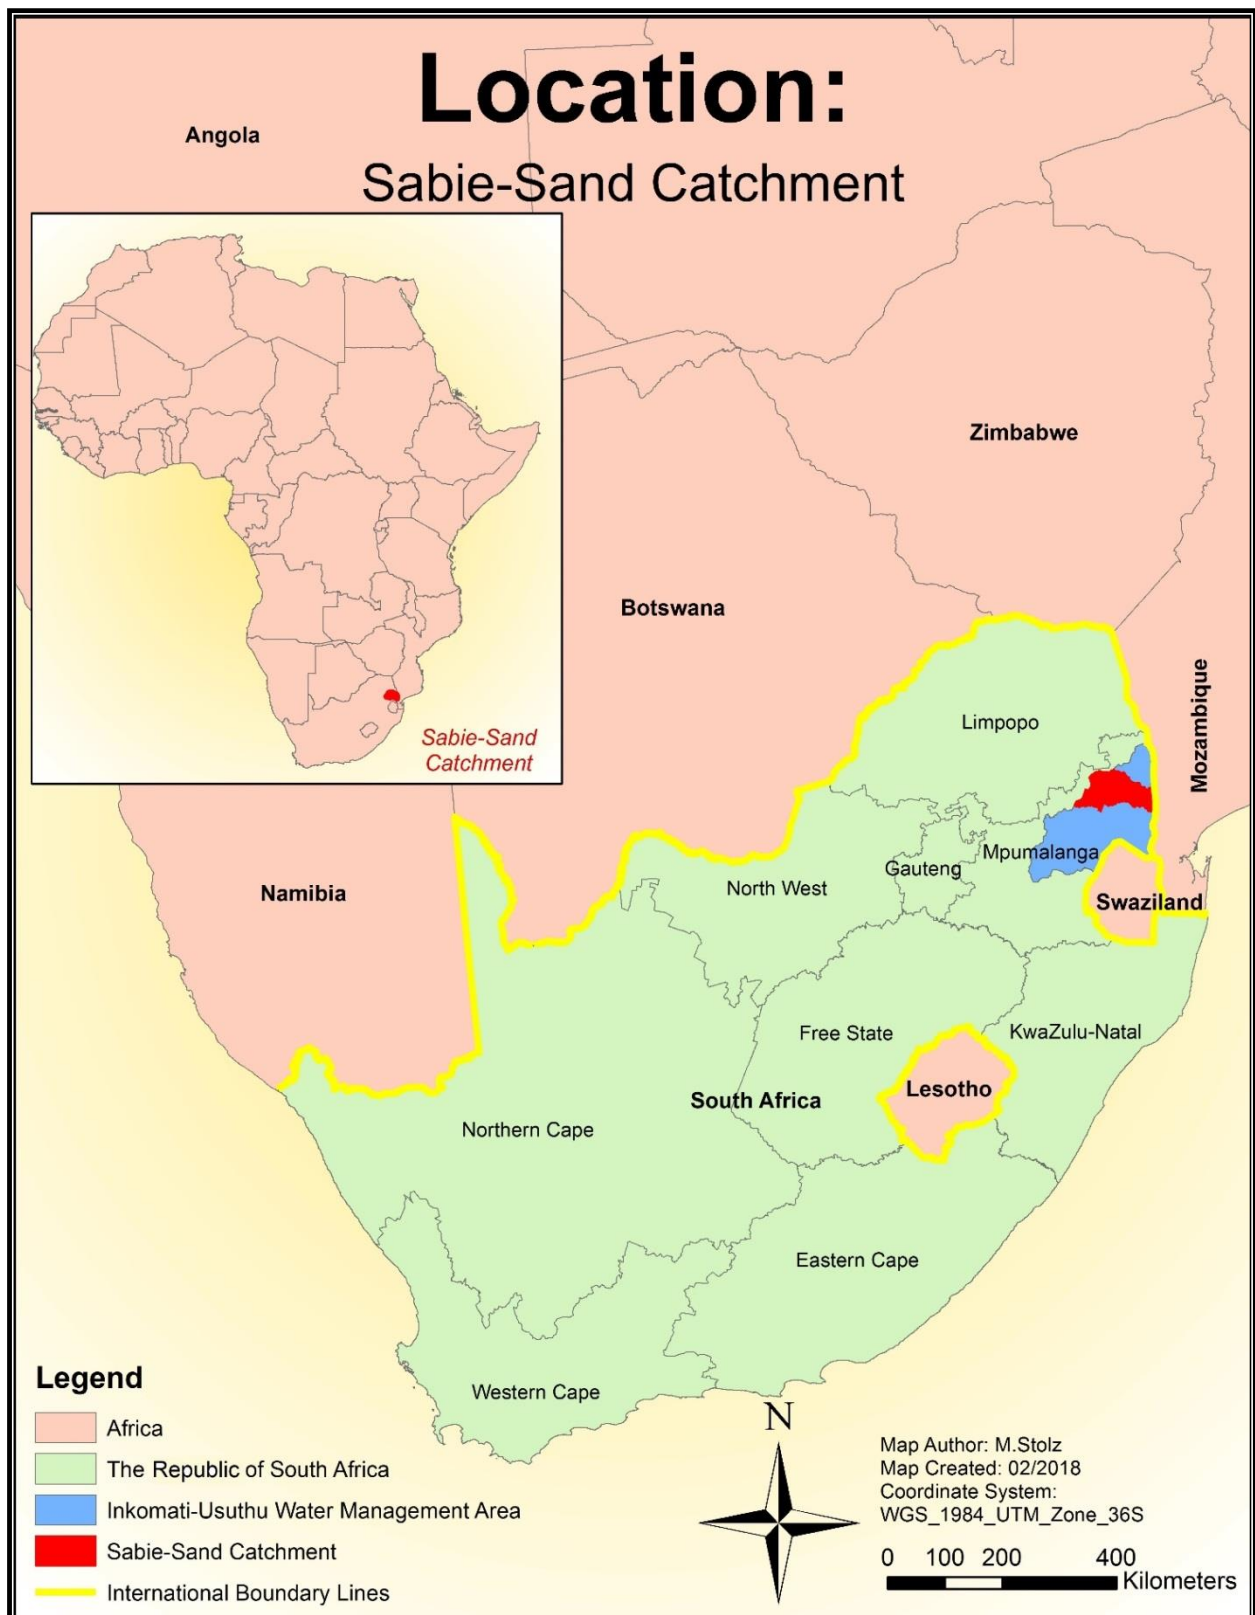 Location:
Sabie-Sand Catchment
Angola
Sabie-Sand
Catchment
Zimbabwe
Botswana
Mozambique
Limpopo
Namibia
North West
Gauteng
Mpumalanga
Swaziland
Free State
KwaZulu-Natal
Lesotho
South Africa
Northern Cape
Eastern Cape
Western Cape
Legend
Africa
The Republic of South Africa
Inkomati-Usuthu Water Management Area
Sabie-Sand Catchment
International Boundary Lines
N
Map Author: M.Stolz
Map Created: 02/2018
Coordinate System:
WGS_1984_UTM_Zone_36S
0 100 200 400
Kilometers